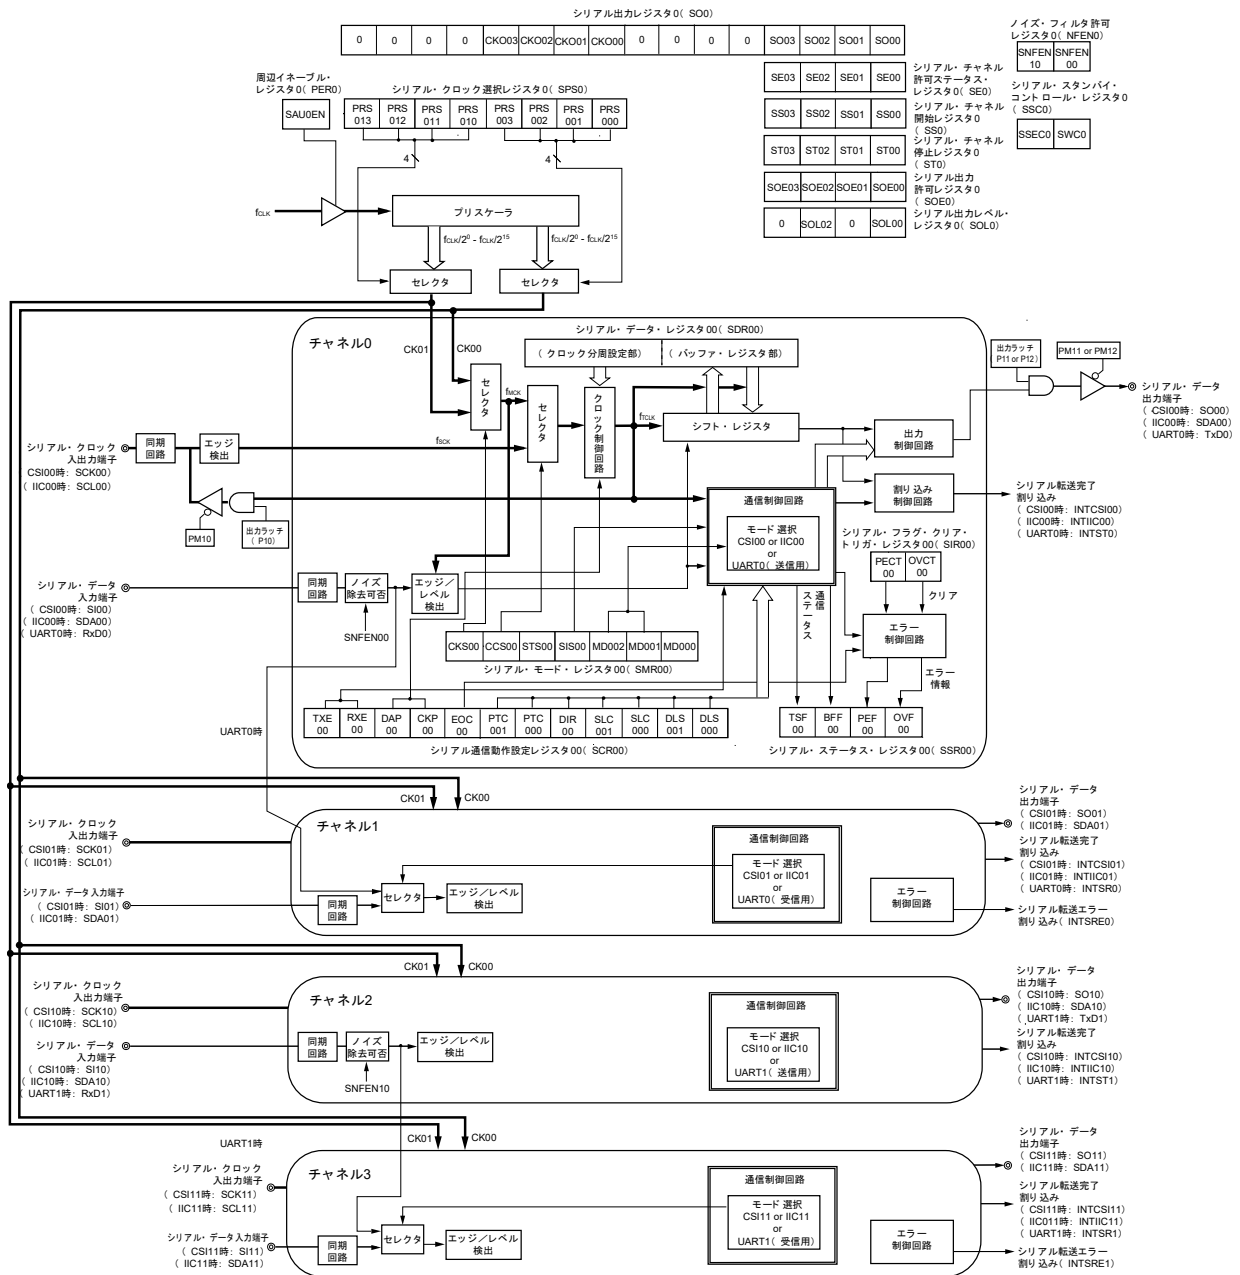 シリアル出力レジスタ0( SO0)
0 0 0 0 CKO03 CKO02 CKO01 CKO00 0 0 0 0 SO03 SO02 SO01 SO00
ノイズ・フィルタ許可
レジスタ0( NFEN0)
SNFEN
10
SNFEN
00
周辺イネーブル・
レジスタ0( PER0)
SAU0EN
シリアル・クロック選択レジスタ0( SPS0)
PRS
013
PRS
012
PRS
011
PRS
010
PRS
003
PRS
002
PRS
001
PRS
000
4
4
SE03 SE02 SE01 SE00
シリアル・チャネル
許可ステータス・
レジスタ0( SE0)
SS03 SS02 SS01 SS00
シリアル・チャネル
開始レジスタ0
( SS0)
ST03 ST02 ST01 ST00
シリアル・チャネル
停止レジスタ0
( ST0)
SOE03 SOE02 SOE01 SOE00
シリアル出力
許可レジスタ0
( SOE0)
0 SOL02 0 SOL00
シリアル出力レベル・
レジスタ0( SOL0)
シリアル・スタンバイ・
コントロール・レジスタ0
( SSC0)
SSEC0 SWC0
fCLK
プリスケーラ
fCLK/2⁰ - fCLK/2¹⁵
fCLK/2⁰ - fCLK/2¹⁵
セレクタ
セレクタ
チャネル0
CK01
CK00
シリアル・データ・レジスタ00( SDR00)
( クロック分周設定部)
( バッファ・レジスタ部)
セレクタ
fMCK
セレクタ
クロック制御回路
fTCLK
シフト・レジスタ
fSCK
出力
制御回路
出力ラッチ
( P11 or P12)
PM11 or PM12
シリアル・データ
出力端子
( CSI00時: SO00)
( IIC00時: SDA00)
( UART0時: TxD0)
シリアル・クロック
入出力端子
CSI00時: SCK00)
( IIC00時: SCL00)
同期
回路
エッジ
検出
PM10
出力ラッチ
( P10)
通信制御回路
モード選択
CSI00 or IIC00
or
UART0( 送信用)
割り込み
制御回路
シリアル転送完了
割り込み
( CSI00時: INTCSI00)
( IIC00時: INTIIC00)
( UART0時: INTST0)
シリアル・フラグ・クリア・
トリガ・レジスタ00( SIR00)
PECT
00
OVCT
00
クリア
エラー
制御回路
エラー
情報
通信
ステータス
シリアル・データ
入力端子
( CSI00時: SI00)
( IIC00時: SDA00)
( UART0時: RxD0)
同期
回路
ノイズ
除去可否
SNFEN00
エッジ／
レベル
検出
CKS00 CCS00 STS00 SIS00 MD002 MD001 MD000
シリアル・モード・レジスタ00( SMR00)
TXE
00
RXE
00
DAP
00
CKP
00
EOC
00
PTC
001
PTC
000
DIR
00
SLC
001
SLC
000
DLS
001
DLS
000
シリアル通信動作設定レジスタ00( SCR00)
TSF
00
BFF
00
PEF
00
OVF
00
シリアル・ステータス・レジスタ00( SSR00)
UART0時
CK01
CK00
チャネル1
シリアル・クロック
入出力端子
( CSI01時: SCK01)
( IIC01時: SCL01)
シリアル・データ入力端子
( CSI01時: SI01)
( IIC01時: SDA01)
同期
回路
セレクタ
エッジ／レベル
検出
通信制御回路
モード選択
CSI01 or IIC01
or
UART0( 受信用)
エラー
制御回路
シリアル・データ
出力端子
( CSI01時: SO01)
( IIC01時: SDA01)
シリアル転送完了
割り込み
( CSI01時: INTCSI01)
( IIC01時: INTIIC01)
( UART0時: INTSR0)
シリアル転送エラー
割り込み( INTSRE0)
CK01
CK00
チャネル2
シリアル・クロック
入出力端子
( CSI10時: SCK10)
( IIC10時: SCL10)
シリアル・データ
入力端子
( CSI10時: SI10)
( IIC10時: SDA10)
( UART1時: RxD1)
同期
回路
ノイズ
除去可否
SNFEN10
エッジ／レベル
検出
通信制御回路
モード選択
CSI10 or IIC10
or
UART1( 送信用)
シリアル・データ
出力端子
( CSI10時: SO10)
( IIC10時: SDA10)
( UART1時: TxD1)
シリアル転送完了
割り込み
( CSI10時: INTCSI10)
( IIC10時: INTIIC10)
( UART1時: INTST1)
UART1時
CK01
CK00
チャネル3
シリアル・クロック
入出力端子
( CSI11時: SCK11)
( IIC11時: SCL11)
シリアル・データ入力端子
( CSI11時: SI11)
( IIC11時: SDA11)
同期
回路
セレクタ
エッジ／レベル
検出
通信制御回路
モード選択
CSI11 or IIC11
or
UART1( 受信用)
エラー
制御回路
シリアル・データ
出力端子
( CSI11時: SO11)
( IIC11時: SDA11)
シリアル転送完了
割り込み
( CSI11時: INTCSI11)
( IIC011時: INTIIC11)
( UART1時: INTSR1)
シリアル転送エラー
割り込み( INTSRE1)